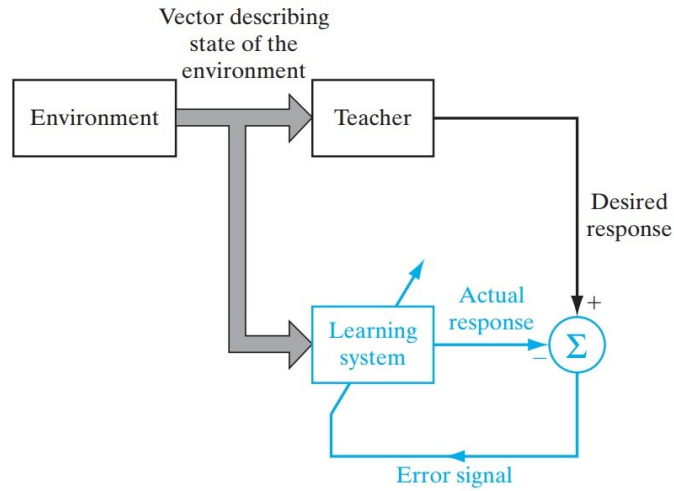 Vector describing
state of the
environment
Environment
Teacher
Desired
response
+
Actual
response
Learning
system
−
Σ
Error signal